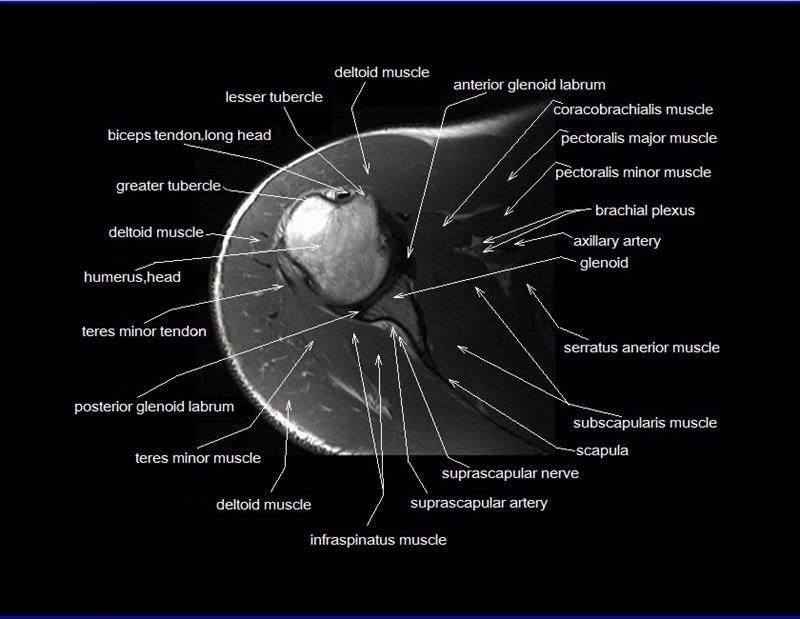 deltoid muscle
anterior glenoid labrum
lesser tubercle
coracobrachialis muscle
biceps tendon,long head
pectoralis major muscle
pectoralis minor muscle
greater tubercle
brachial plexus
deltoid muscle
axillary artery
glenoid
humerus,head
teres minor tendon
serratus anerior muscle
posterior glenoid labrum
subscapularis muscle
scapula
teres minor muscle
suprascapular nerve
deltoid muscle
suprascapular artery
infraspinatus muscle